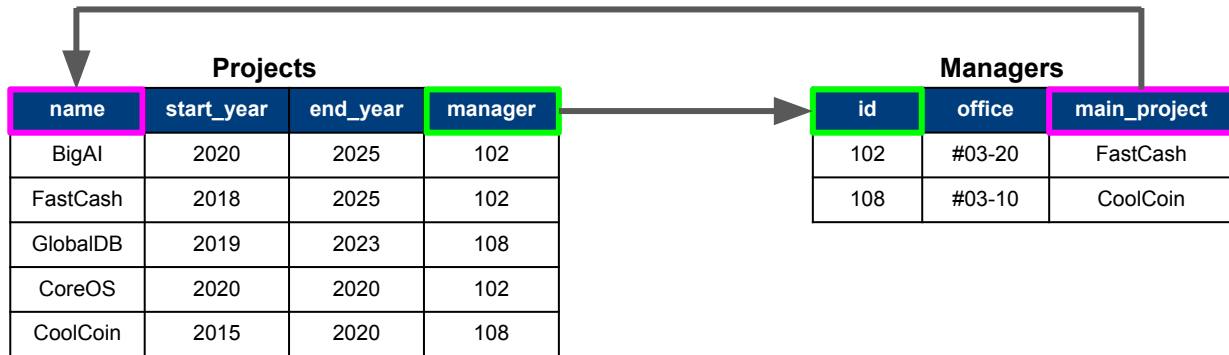 Projects
name start_year end_year manager
BigAI 2020 2025 102
FastCash 2018 2025 102
GlobalDB 2019 2023 108
CoreOS 2020 2020 102
CoolCoin 2015 2020 108
Managers
id office main_project
102 #03-20 FastCash
108 #03-10 CoolCoin